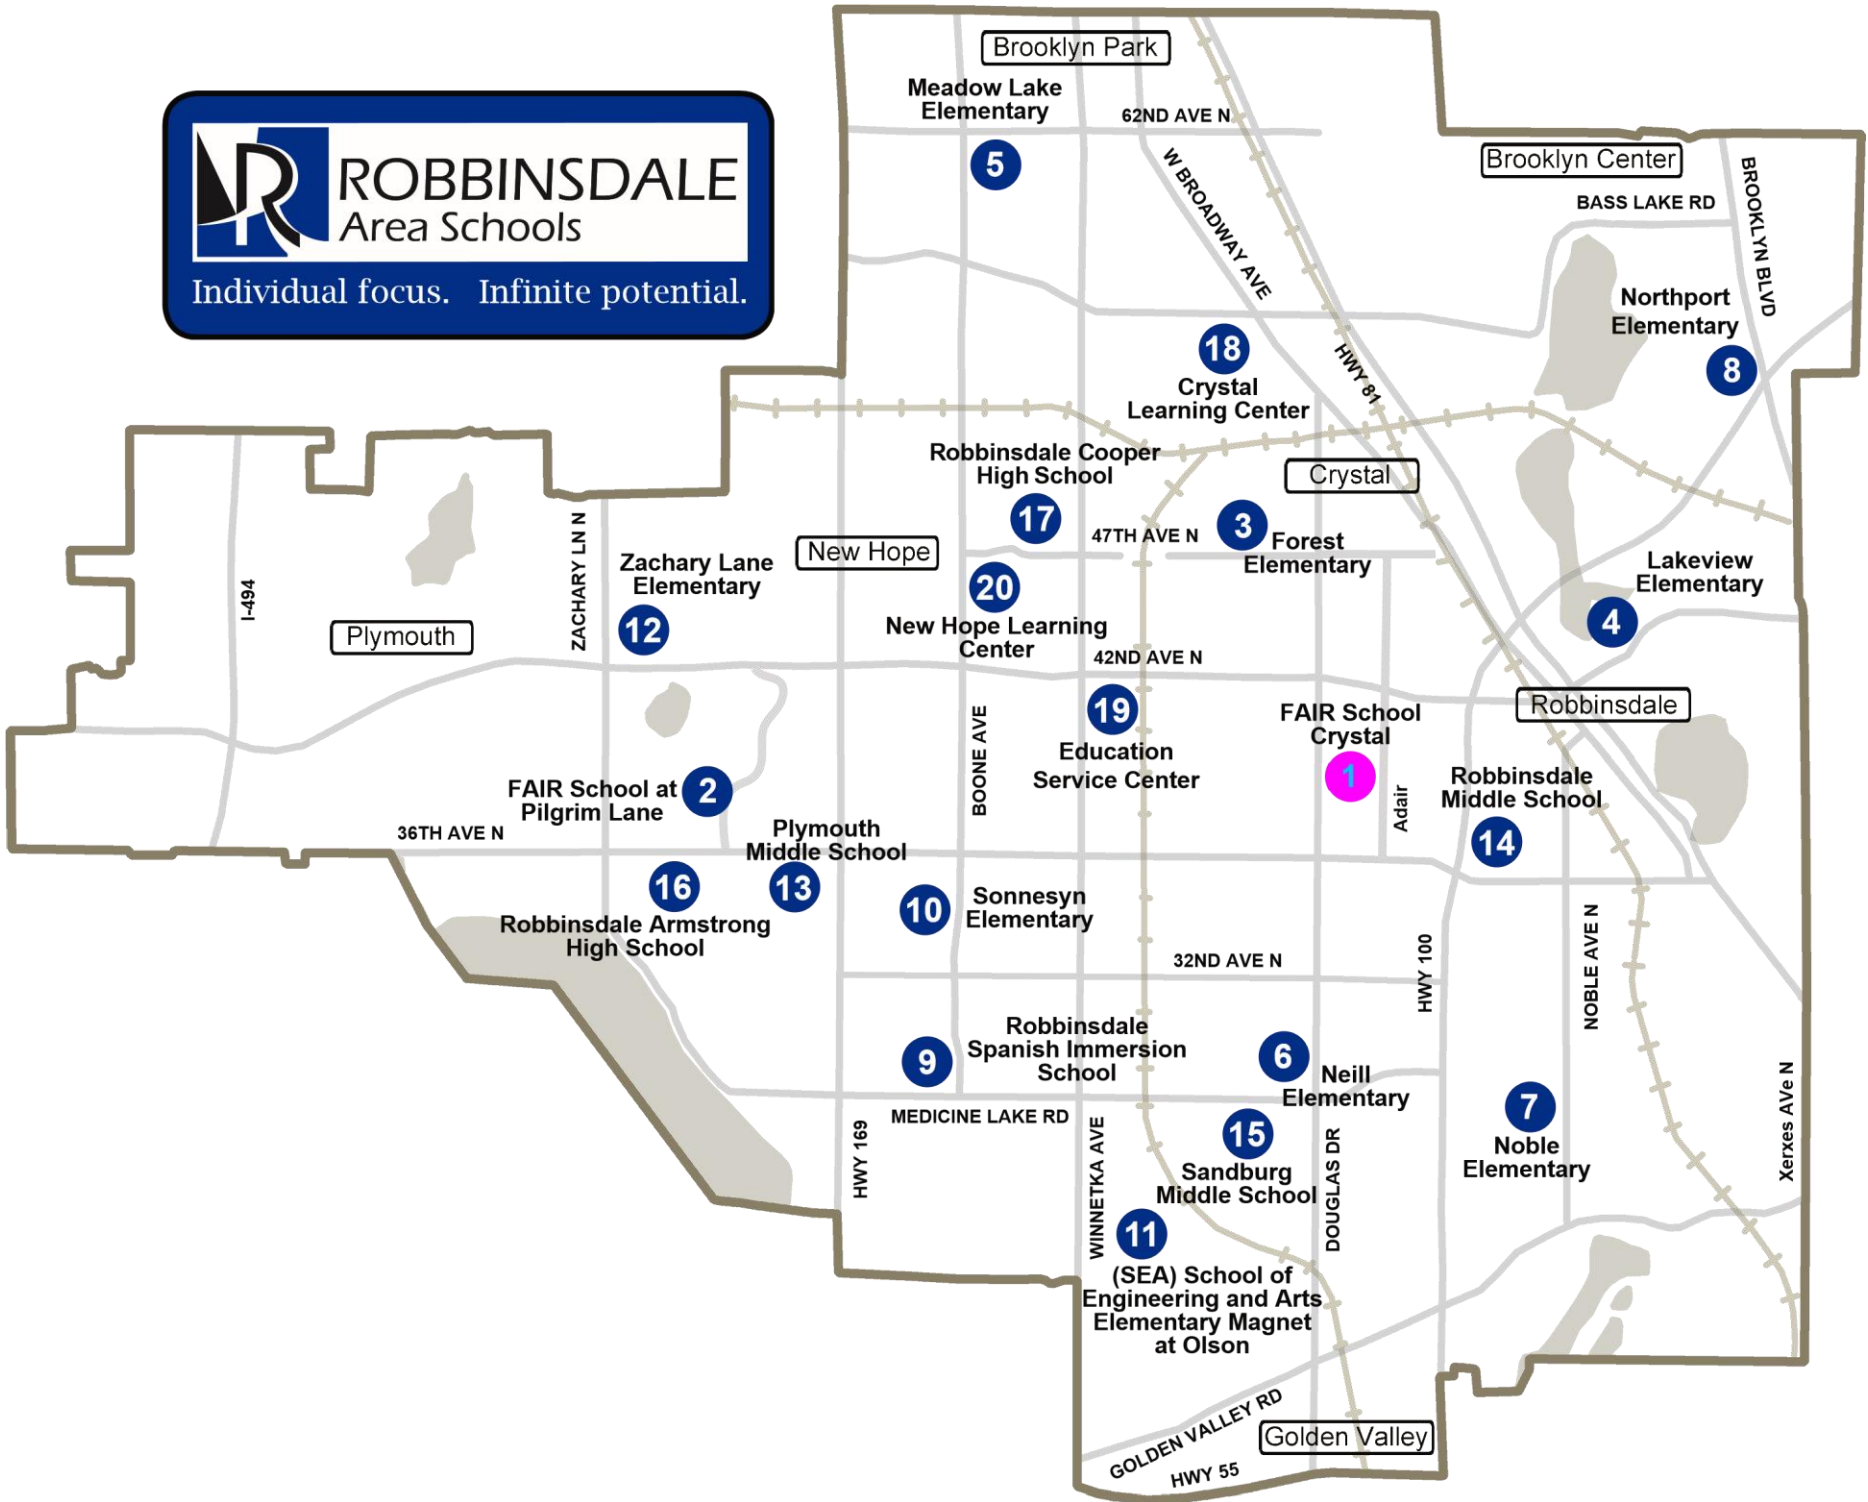 ROBBINSDALE
Area Schools
Individual focus. Infinite potential.
Brooklyn Park
Meadow Lake
Elementary
5
62ND AVE N
W BROADWAY AVE
Brooklyn Center
BASS LAKE RD
BROOKLYN BLVD
Northport
Elementary
8
18
Crystal
Learning Center
HWY 81
Robbinsdale Cooper
High School
17
Crystal
47TH AVE N
3
Forest
Elementary
New Hope
20
New Hope Learning
Center
Lakeview
Elementary
4
I-494
Plymouth
ZACHARY LN N
Zachary Lane
Elementary
12
42ND AVE N
19
Education
Service Center
BOONE AVE
FAIR School
Crystal
1
Adair
Robbinsdale
Robbinsdale
Middle School
14
FAIR School at
Pilgrim Lane
2
36TH AVE N
Plymouth
Middle School
13
16
Robbinsdale Armstrong
High School
10
Sonnesyn
Elementary
32ND AVE N
HWY 100
NOBLE AVE N
9
Robbinsdale
Spanish Immersion
School
6
Neill
Elementary
MEDICINE LAKE RD
7
Noble
Elementary
Xerxes AVe N
HWY 169
WINNETKA AVE
15
Sandburg
Middle School
DOUGLAS DR
11
(SEA) School of
Engineering and Arts
Elementary Magnet
at Olson
GOLDEN VALLEY RD
Golden Valley
HWY 55